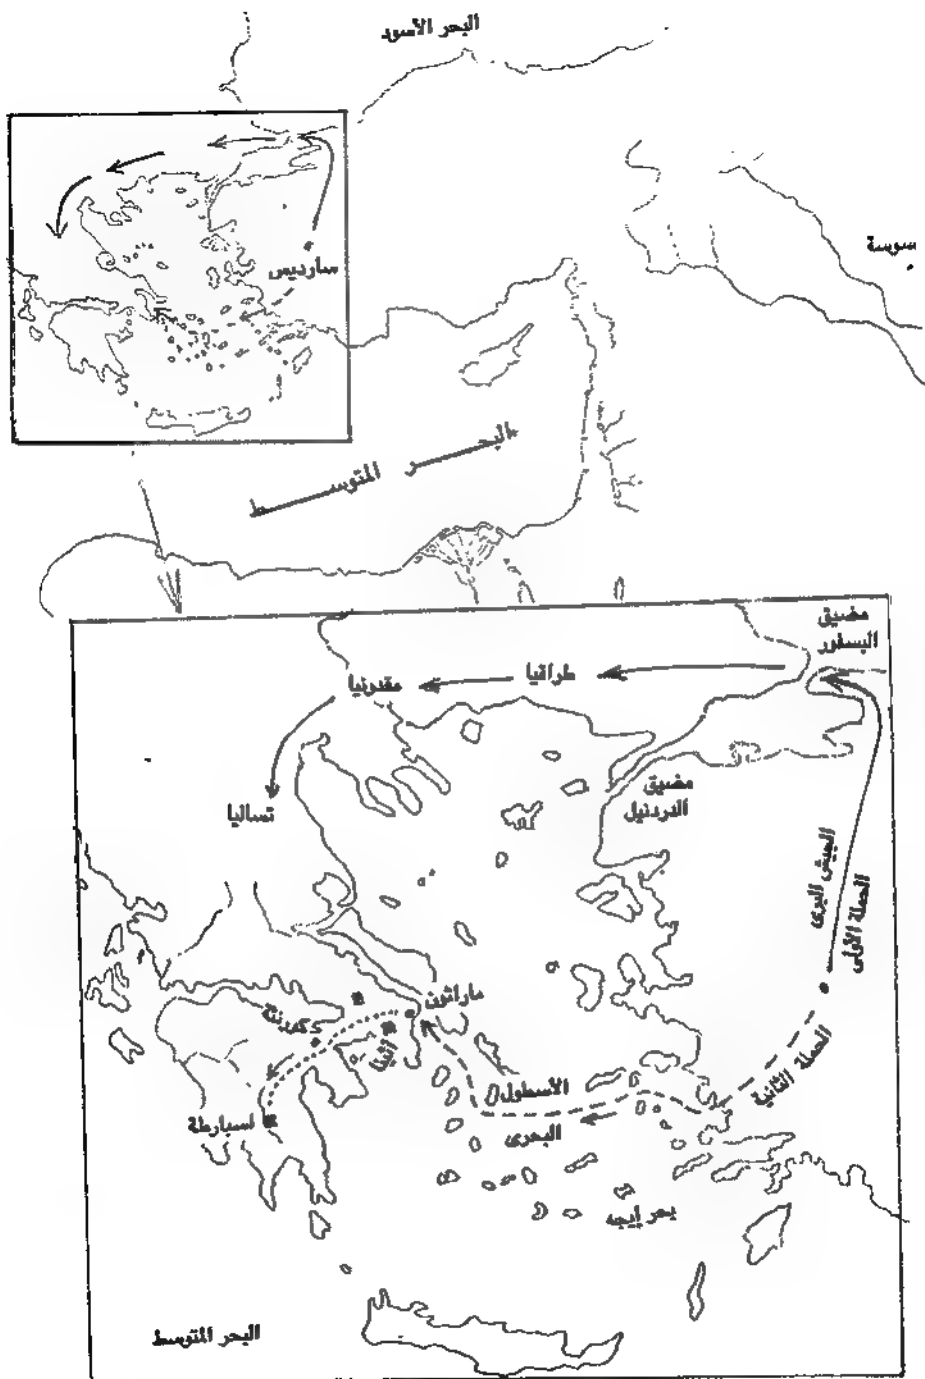 البحر الأسود
سوسة
سارديس
البحر المتوسط
مضيق
البسفور
طراقيا
مقدونيا
مضيق
الدردنيل
تساليا
الجيش البرى
الحملة الأولى
ماراثون
كورنثة
أثينا
الحملة الثانية
الأسطول
البحرى
اسبارطة
بحر إيجه
البحر المتوسط